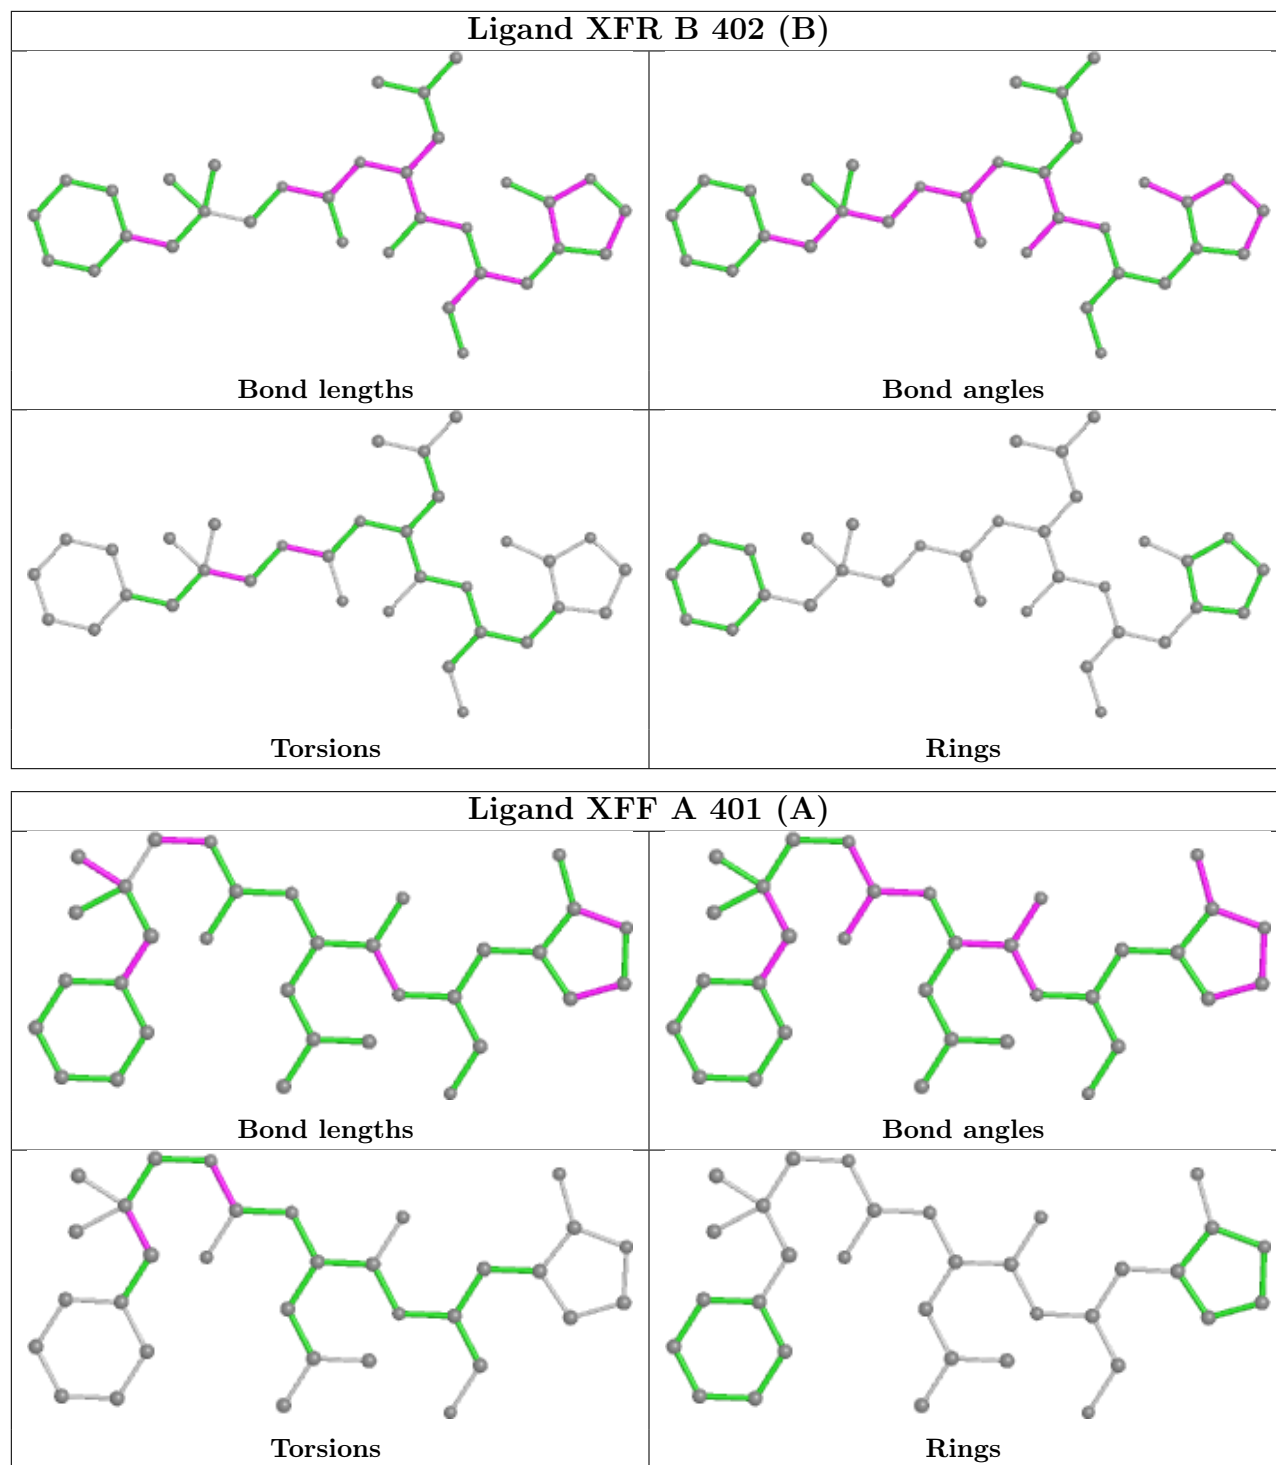 Ligand XFR B 402 (B)
Bond lengths
Bond angles
Torsions
Rings
Ligand XFF A 401 (A)
Bond lengths
Bond angles
Torsions
Rings